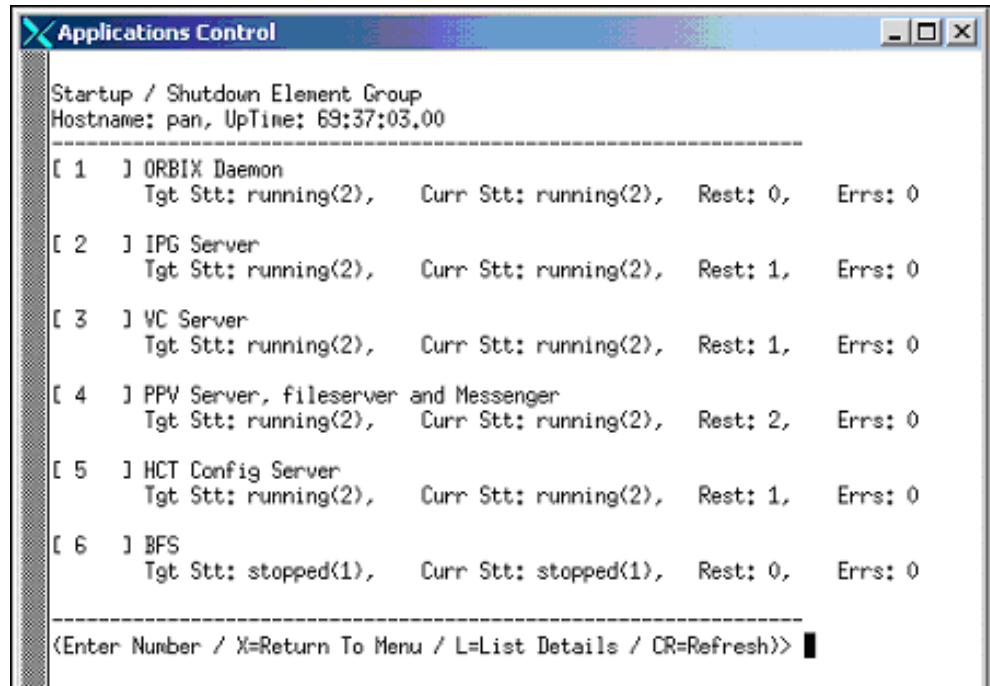 Applications Control
Startup / Shutdown Element Group
Hostname: pan, UpTime: 69:37:03.00
--------------------------------------------------------------------------
[ 1   ] ORBIX Daemon
Tgt Stt: running(2),   Curr Stt: running(2),   Rest: 0,   Errs: 0
[ 2   ] IPG Server
Tgt Stt: running(2),   Curr Stt: running(2),   Rest: 1,   Errs: 0
[ 3   ] VC Server
Tgt Stt: running(2),   Curr Stt: running(2),   Rest: 1,   Errs: 0
[ 4   ] PPV Server, fileserver and Messenger
Tgt Stt: running(2),   Curr Stt: running(2),   Rest: 2,   Errs: 0
[ 5   ] HCT Config Server
Tgt Stt: running(2),   Curr Stt: running(2),   Rest: 1,   Errs: 0
[ 6   ] BFS
Tgt Stt: stopped(1),   Curr Stt: stopped(1),   Rest: 0,   Errs: 0
--------------------------------------------------------------------------
(Enter Number / X=Return To Menu / L=List Details / CR=Refresh)>